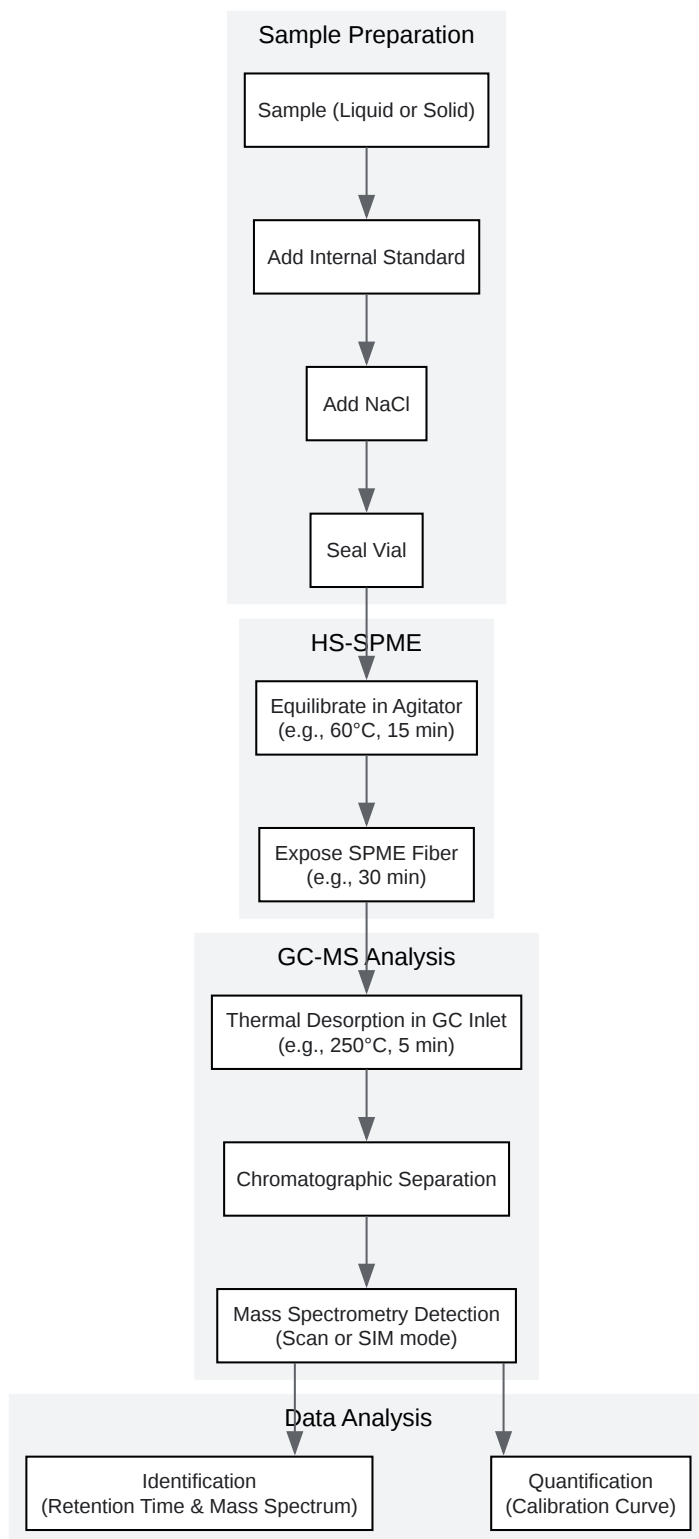 Sample Preparation
Sample (Liquid or Solid)
Add Internal Standard
Add NaCl
Seal Vial
HS-SPME
Equilibrate in Agitator
(e.g., 60°C, 15 min)
Expose SPME Fiber
(e.g., 30 min)
GC-MS Analysis
Thermal Desorption in GC Inlet
(e.g., 250°C, 5 min)
Chromatographic Separation
Mass Spectrometry Detection
(Scan or SIM mode)
Data Analysis
Identification
(Retention Time & Mass Spectrum)
Quantification
(Calibration Curve)